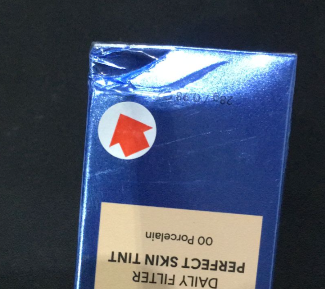 DAILY FILTER
PERFECT SKIN TINT
00 Porcelain